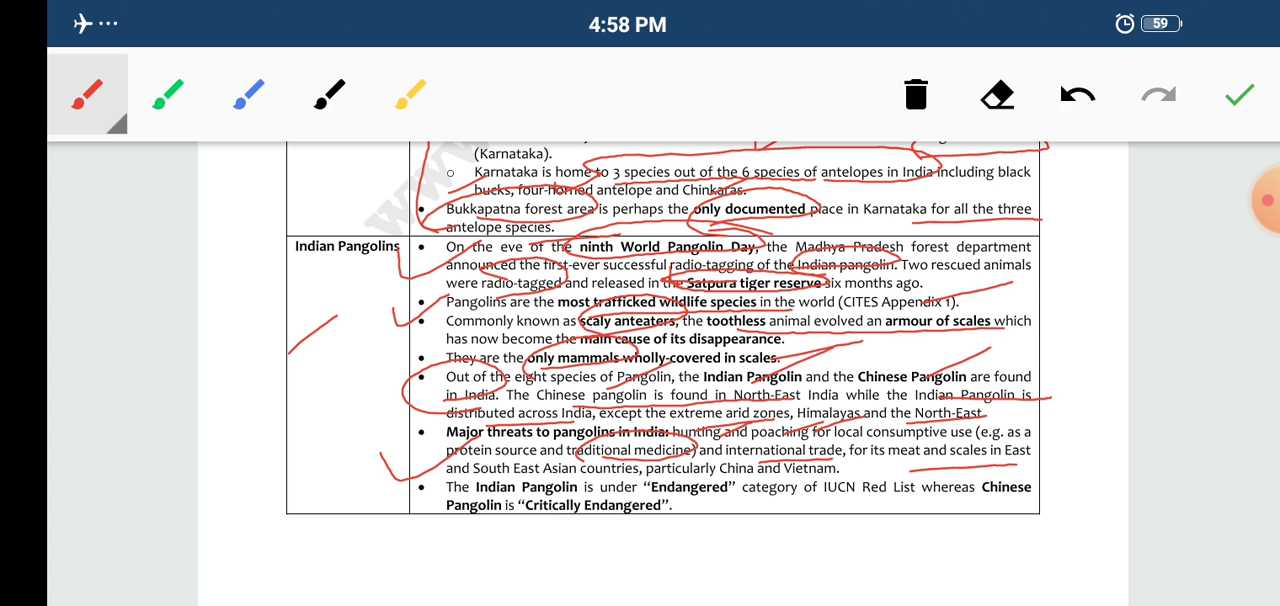 4:58 PM
59
(Karnataka).
o Karnataka is home to 3 species out of the 6 species of antelopes in India including black
bucks, four-horned antelope and Chinkaras.
• Bukkapatna forest area is perhaps the only documented place in Karnataka for all the three
antelope species.
Indian Pangolins
• On the eve of the ninth World Pangolin Day, the Madhya Pradesh forest department
announced the first-ever successful radio-tagging of the Indian pangolin. Two rescued animals
were radio-tagged and released in the Satpura tiger reserve six months ago.
• Pangolins are the most trafficked wildlife species in the world (CITES Appendix 1).
• Commonly known as scaly anteaters, the toothless animal evolved an armour of scales which
has now become the main cause of its disappearance.
• They are the only mammals wholly-covered in scales.
• Out of the eight species of Pangolin, the Indian Pangolin and the Chinese Pangolin are found
in India. The Chinese pangolin is found in North-East India while the Indian Pangolin is
distributed across India, except the extreme arid zones, Himalayas and the North-East.
• Major threats to pangolins in India: hunting and poaching for local consumptive use (e.g. as a
protein source and traditional medicine) and international trade, for its meat and scales in East
and South East Asian countries, particularly China and Vietnam.
• The Indian Pangolin is under “Endangered” category of IUCN Red List whereas Chinese
Pangolin is “Critically Endangered”.
www